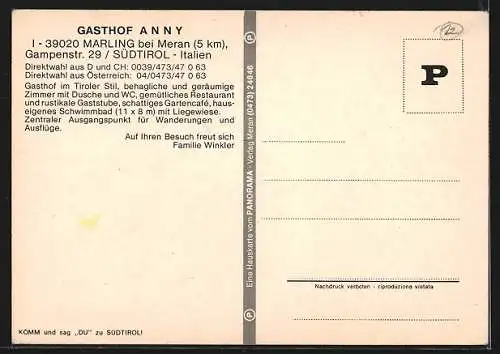 GASTHOF ANNY
I - 39020 MARLING bei Meran (5 km),
Gampenstr. 29 / SÜDTIROL - Italien
Direktwahl aus D und CH: 0039/473/47 0 63
Direktwahl aus Österreich: 04/0473/47 0 63
Gasthof im Tiroler Stil, behagliche und geräumige
Zimmer mit Dusche und WC, gemütliches Restaurant
und rustikale Gaststube, schattiges Gartencafé, haus-
eigenes Schwimmbad (11 x 8 m) mit Liegewiese.
Zentraler Ausgangspunkt für Wanderungen und
Ausflüge.
Auf Ihren Besuch freut sich
Familie Winkler
KOMM und sag „DU" zu SÜDTIROL!
P Eine Hauskarte vom PANORAMA - Verlag Meran (0473) 24846 P
P
Nachdruck verboten - riproduzione vietata